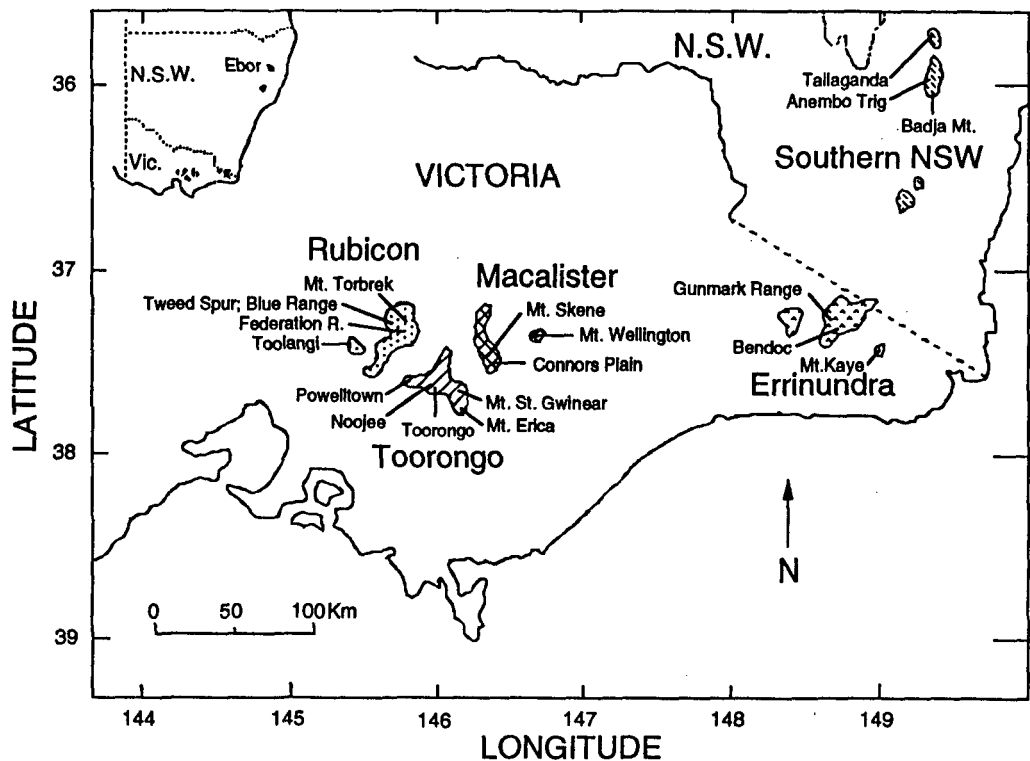 N.S.W.
Ebor
Vic.
N.S.W.
Tallaganda
Anembo Trig
Badja Mt.
Southern NSW
VICTORIA
Rubicon
Mt. Torbrek
Tweed Spur; Blue Range
Federation R.
Toolangi
Macalister
Mt. Skene
Mt. Wellington
Connors Plain
Gunmark Range
Bendoc
Mt.Kaye
Errinundra
Powelltown
Noojee
Toorongo
Mt. St. Gwinear
Mt. Erica
Toorongo
N
0 50 100Km
LATITUDE
36
37
38
39
144 145 146 147 148 149
LONGITUDE